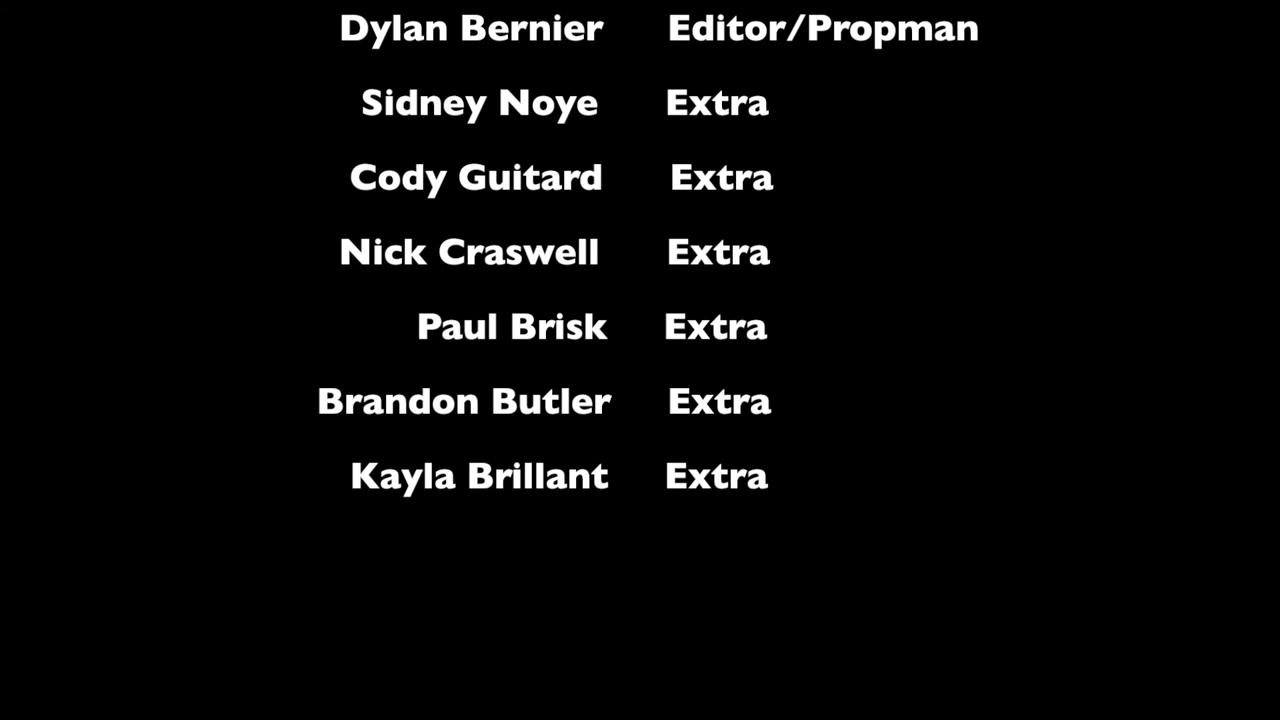 Dylan Bernier Editor/Propman
Sidney Noye Extra
Cody Guitard Extra
Nick Craswell Extra
Paul Brisk Extra
Brandon Butler Extra
Kayla Brillant Extra